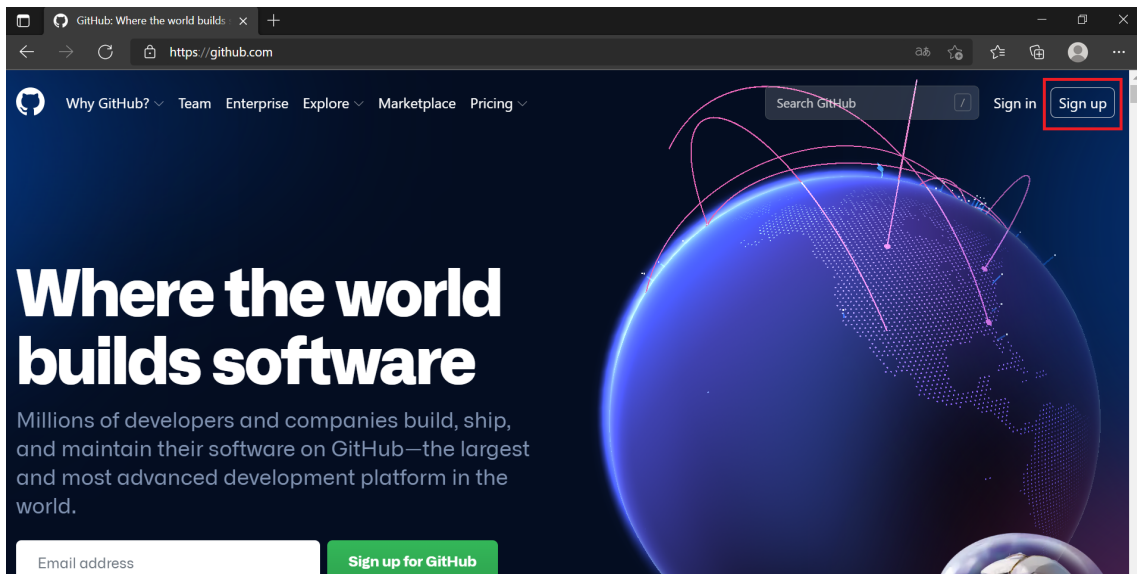 GitHub: Where the world builds
https://github.com
Why GitHub? Team Enterprise Explore Marketplace Pricing Search GitHub / Sign in Sign up
Where the world
builds software
Millions of developers and companies build, ship,
and maintain their software on GitHub—the largest
and most advanced development platform in the
world.
Email address Sign up for GitHub